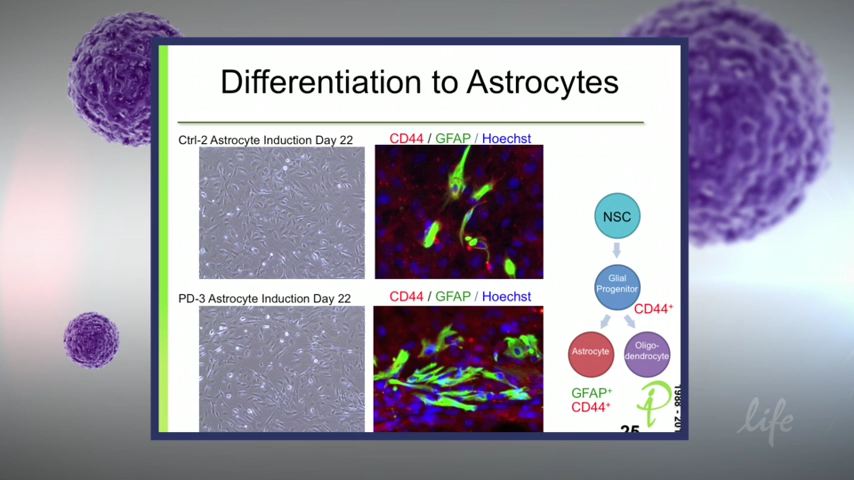 Differentiation to Astrocytes
Ctrl-2 Astrocyte Induction Day 22
CD44 / GFAP / Hoechst
PD-3 Astrocyte Induction Day 22
CD44 / GFAP / Hoechst
NSC
Glial
Progenitor
CD44⁺
Astrocyte
Oligo-
dendrocyte
GFAP⁺
CD44⁺
25
life